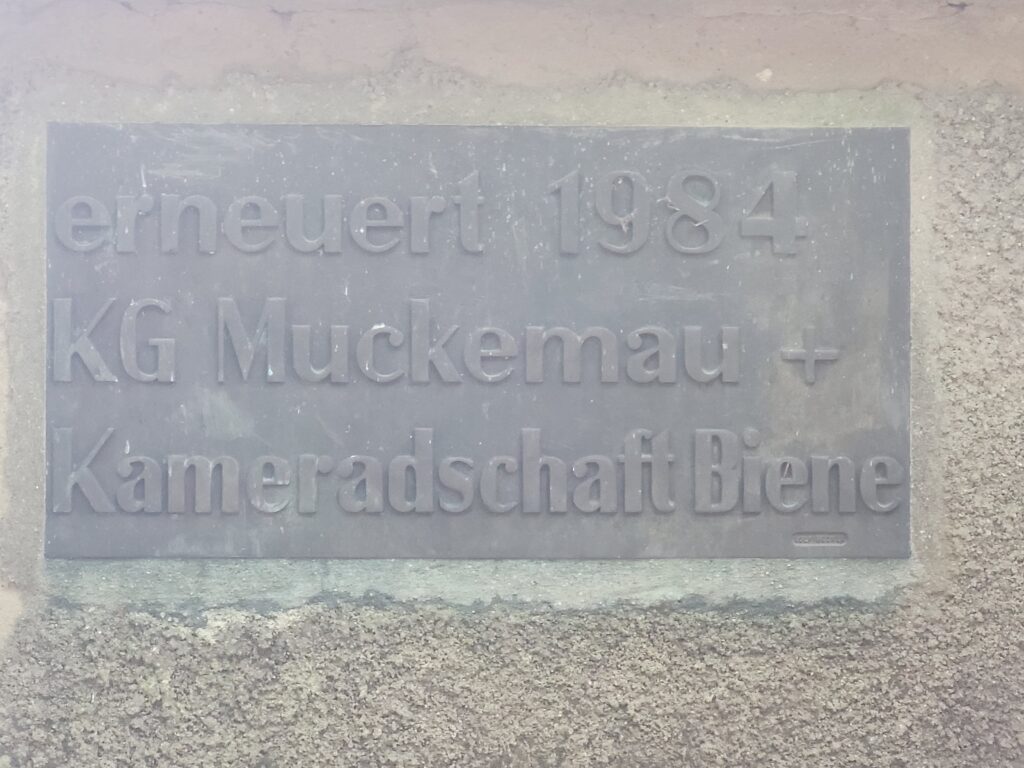 erneuert 1984
KG Muckemau +
Kameradschaft Biene